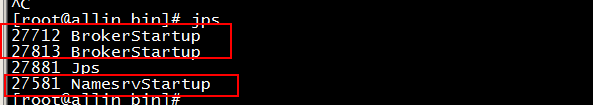 ^C
[root@allin bin]# jps
27712 BrokerStartup
27813 BrokerStartup
27881 Jps
27581 NamesrvStartup
[root@allin bin]#